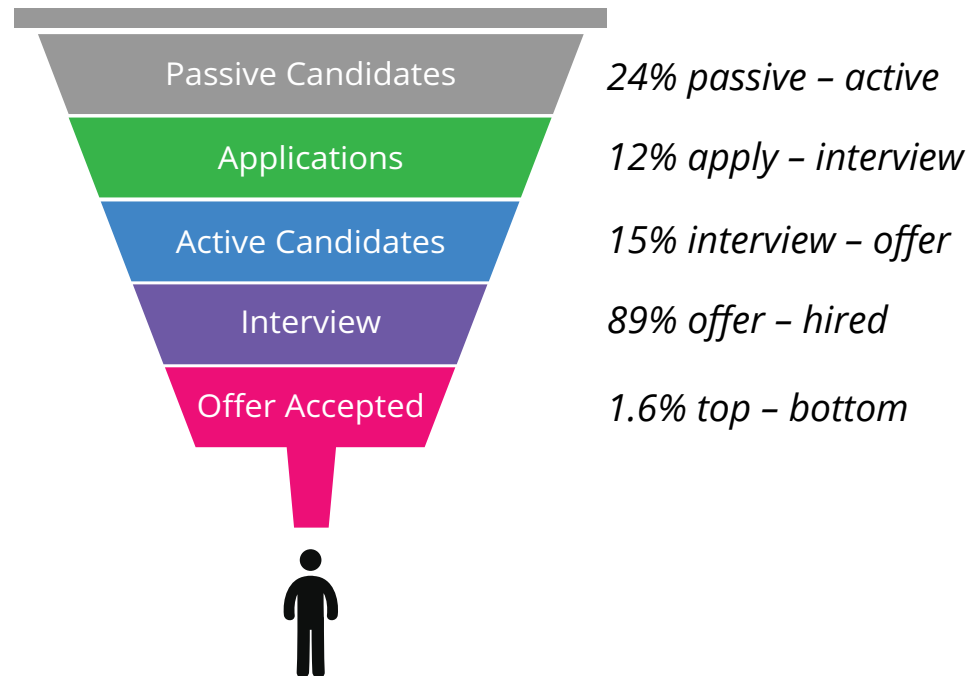 Passive Candidates
24% passive – active
Applications
12% apply – interview
Active Candidates
15% interview – offer
Interview
89% offer – hired
Offer Accepted
1.6% top – bottom